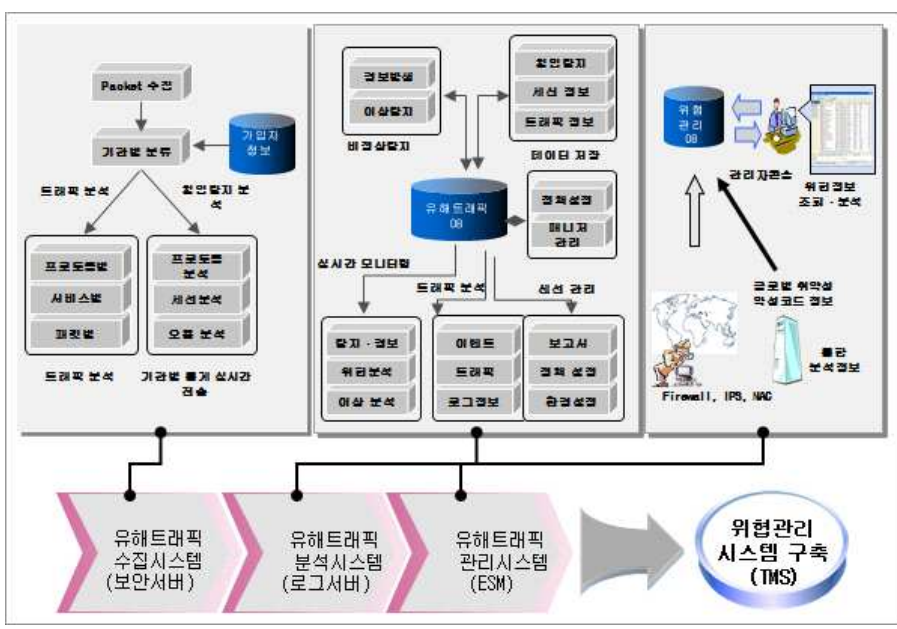 Packet 수집
기관별 분류
가입자
정보
트래픽 분석
침입탐지 분
석
프로토콜별
서비스별
패킷별
프로토콜
분석
세션분석
오용 분석
트래픽 분석
기관별 통계 실시간
전송
경보발생
이상탐지
비정상탐지
침입탐지
세션 정보
트래픽 정보
데이터 저장
유해트래픽
DB
정책설정
매니저
관리
실시간 모니터링
트래픽 분석
세션 관리
탐지 · 경보
위협분석
이상 분석
이벤트
트래픽
로그정보
보고서
정책 설정
환경설정
위협
관리
DB
관리자콘솔
위협정보
조회 · 분석
글로벌 취약성
악성코드 정보
통관
분석정보
Firewall, IPS, NAC
유해트래픽
수집시스템
(보안서버)
유해트래픽
분석시스템
(로그서버)
유해트래픽
관리시스템
(ESM)
위협관리
시스템 구축
(TMS)